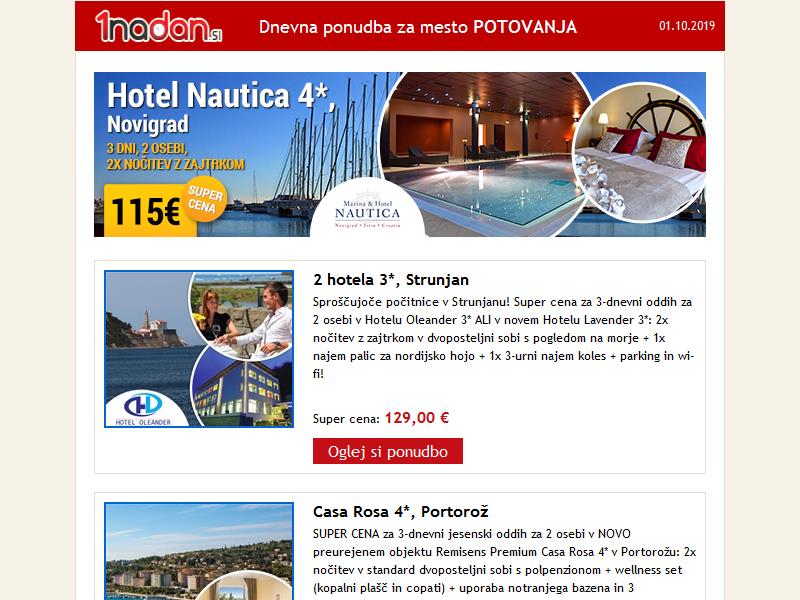 1nadan.si
Dnevna ponudba za mesto POTOVANJA
01.10.2019
Hotel Nautica 4*,
Novigrad
3 DNI, 2 OSEBI,
2X NOČITEV Z ZAJTRKOM
115€
SUPER
CENA
Marina & Hotel
NAUTICA
Novigrad • Istra • Croatia
2 hotela 3*, Strunjan
Sproščujoče počitnice v Strunjanu! Super cena za 3-dnevni oddih za
2 osebi v Hotelu Oleander 3* ALI v novem Hotelu Lavender 3*: 2x
nočitev z zajtrkom v dvoposteljni sobi s pogledom na morje + 1x
najem palic za nordijsko hojo + 1x 3-urni najem koles + parking in wi-
fi!
HOTEL OLEANDER
Super cena: 129,00 €
Oglej si ponudbo
Casa Rosa 4*, Portorož
SUPER CENA za 3-dnevni jesenski oddih za 2 osebi v NOVO
preurejenem objektu Remisens Premium Casa Rosa 4* v Portorožu: 2x
nočitev v standard dvoposteljni sobi s polpenzionom + wellness set
(kopalni plašč in copati) + uporaba notranjega bazena in 3